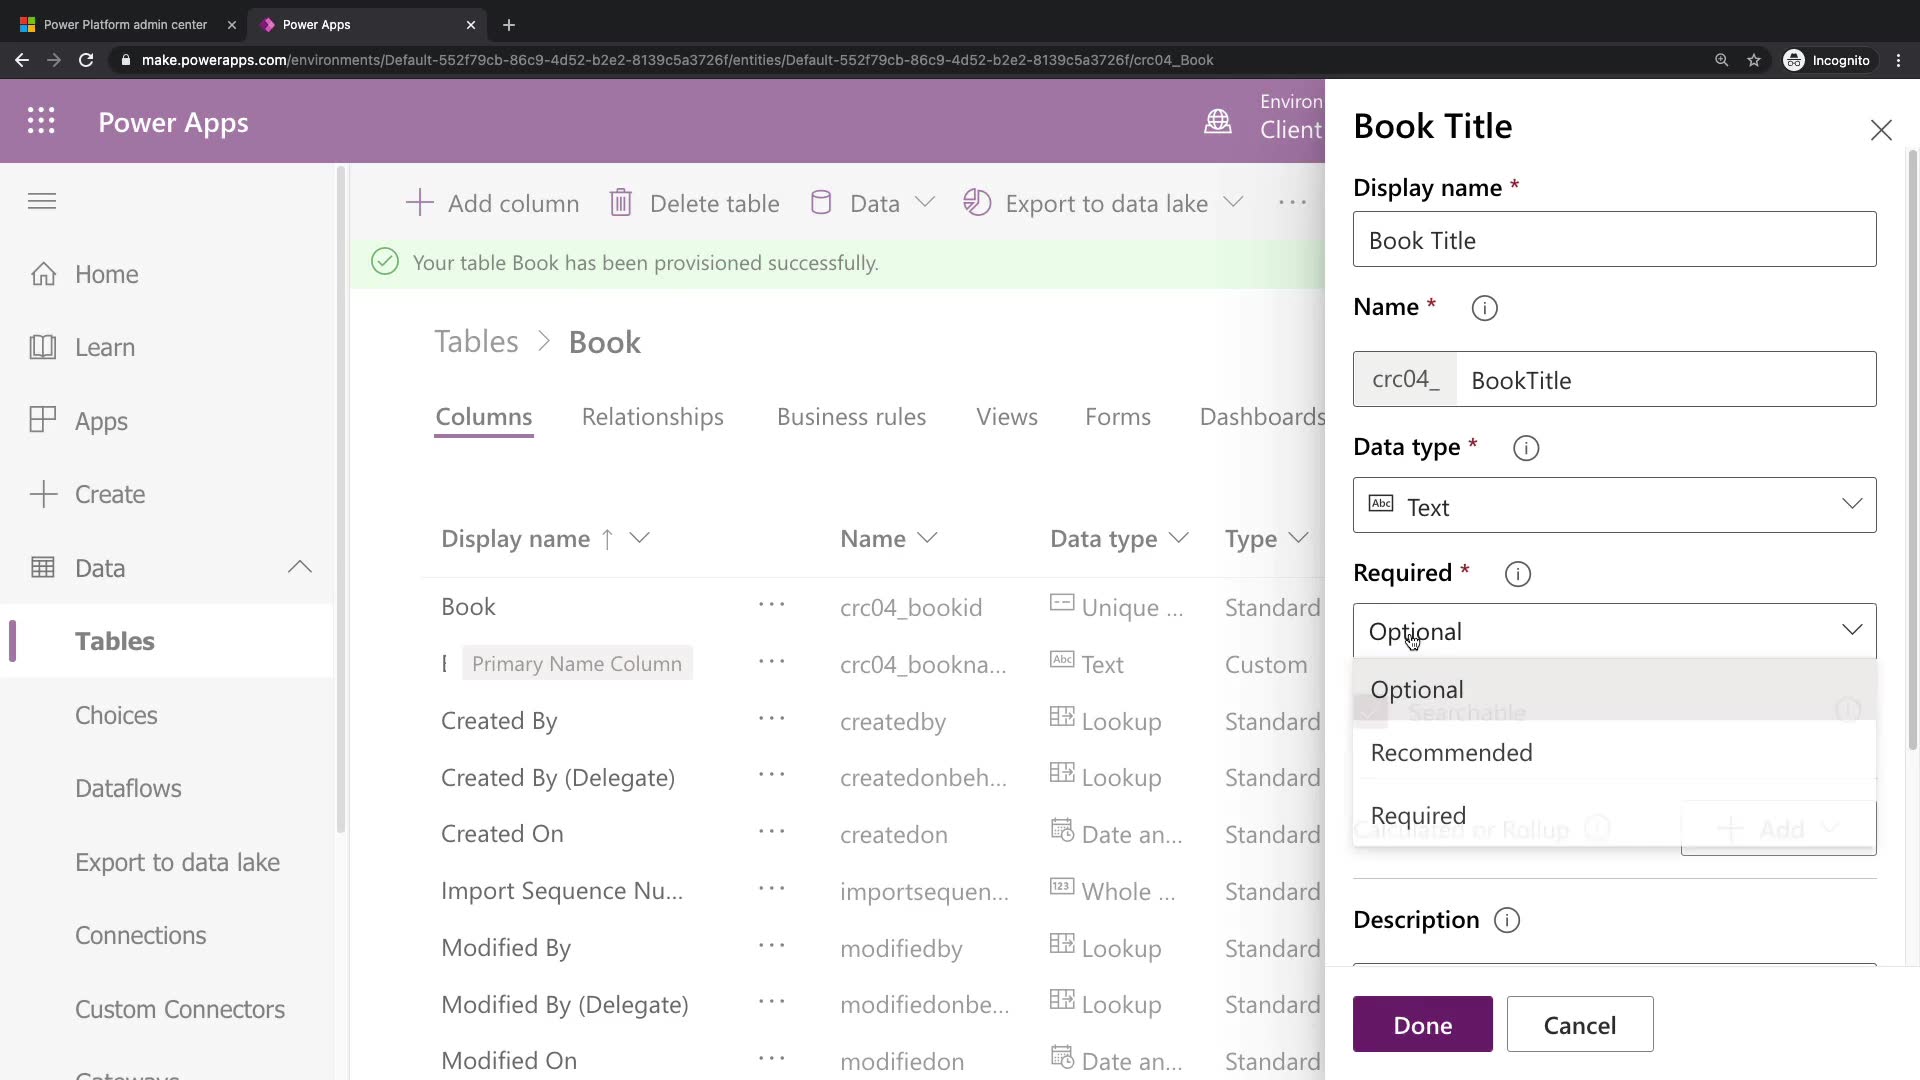 Power Platform admin center
Power Apps
make.powerapps.com/environments/Default-552f79cb-86c9-4d52-b2e2-8139c5a3726f/entities/Default-552f79cb-86c9-4d52-b2e2-8139c5a3726f/crc04_Book
Incognito
Power Apps
Environ
Client
Add column
Delete table
Data
Export to data lake
Your table Book has been provisioned successfully.
Home
Learn
Apps
Create
Data
Tables
Choices
Dataflows
Export to data lake
Connections
Custom Connectors
Gateways
Tables > Book
Columns Relationships Business rules Views Forms Dashboards
Display name ↑ Name Data type Type
Book ... crc04_bookid Unique ... Standard
Primary Name Column ... crc04_bookna... Abc Text Custom
Created By ... createdby Lookup Standard
Created By (Delegate) ... createdonbeh... Lookup Standard
Created On ... createdon Date an... Standard
Import Sequence Nu... ... importsequen... 123 Whole ... Standard
Modified By ... modifiedby Lookup Standard
Modified By (Delegate) ... modifiedonbe... Lookup Standard
Modified On ... modifiedon Date an... Standard
Book Title
Display name *
Book Title
Name *
crc04_ BookTitle
Data type *
Abc Text
Required *
Optional
Optional
Searchable
Recommended
Required
Calculated or Rollup
Add
Description
Done Cancel